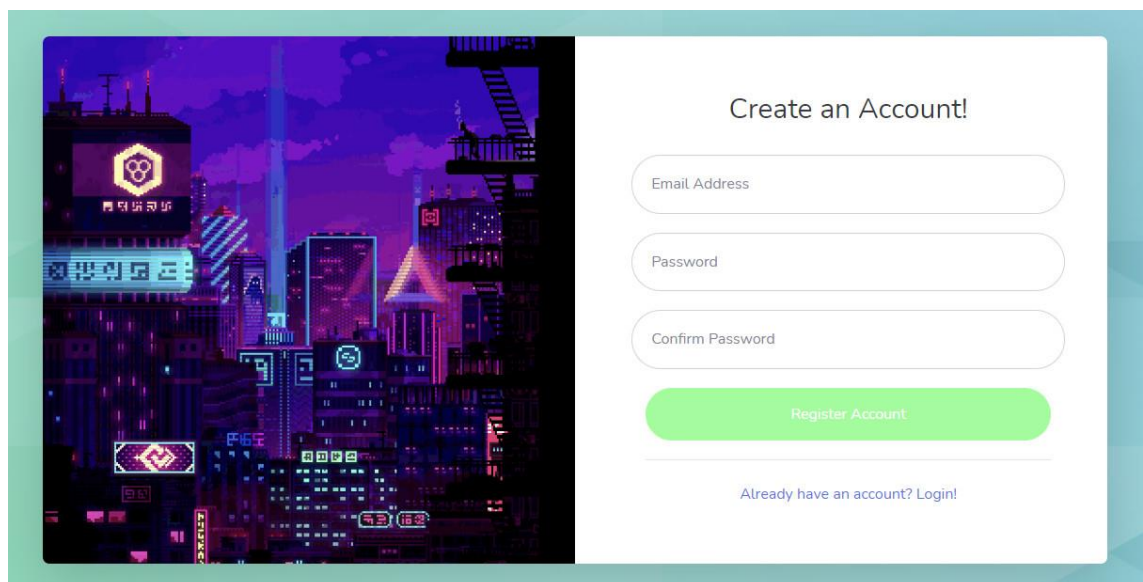 Create an Account!
Email Address
Password
Confirm Password
Register Account
Already have an account? Login!